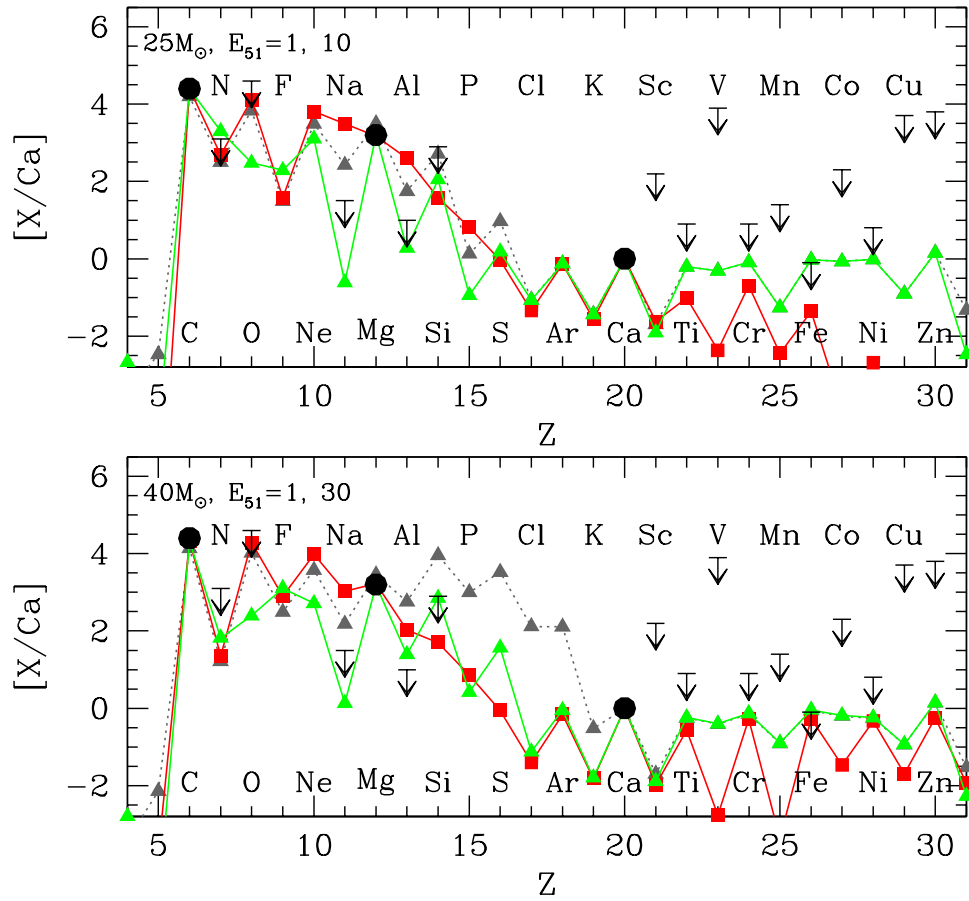 6
25M☉, E₅₁=1, 10
N F Na Al P Cl K Sc V Mn Co Cu
4
2
[X/Ca]
0
C O Ne Mg Si S Ar Ca Ti Cr Fe Ni Zn
−2
5 10 15 20 25 30
Z
6
40M☉, E₅₁=1, 30
N F Na Al P Cl K Sc V Mn Co Cu
4
2
[X/Ca]
0
C O Ne Mg Si S Ar Ca Ti Cr Fe Ni Zn
−2
5 10 15 20 25 30
Z